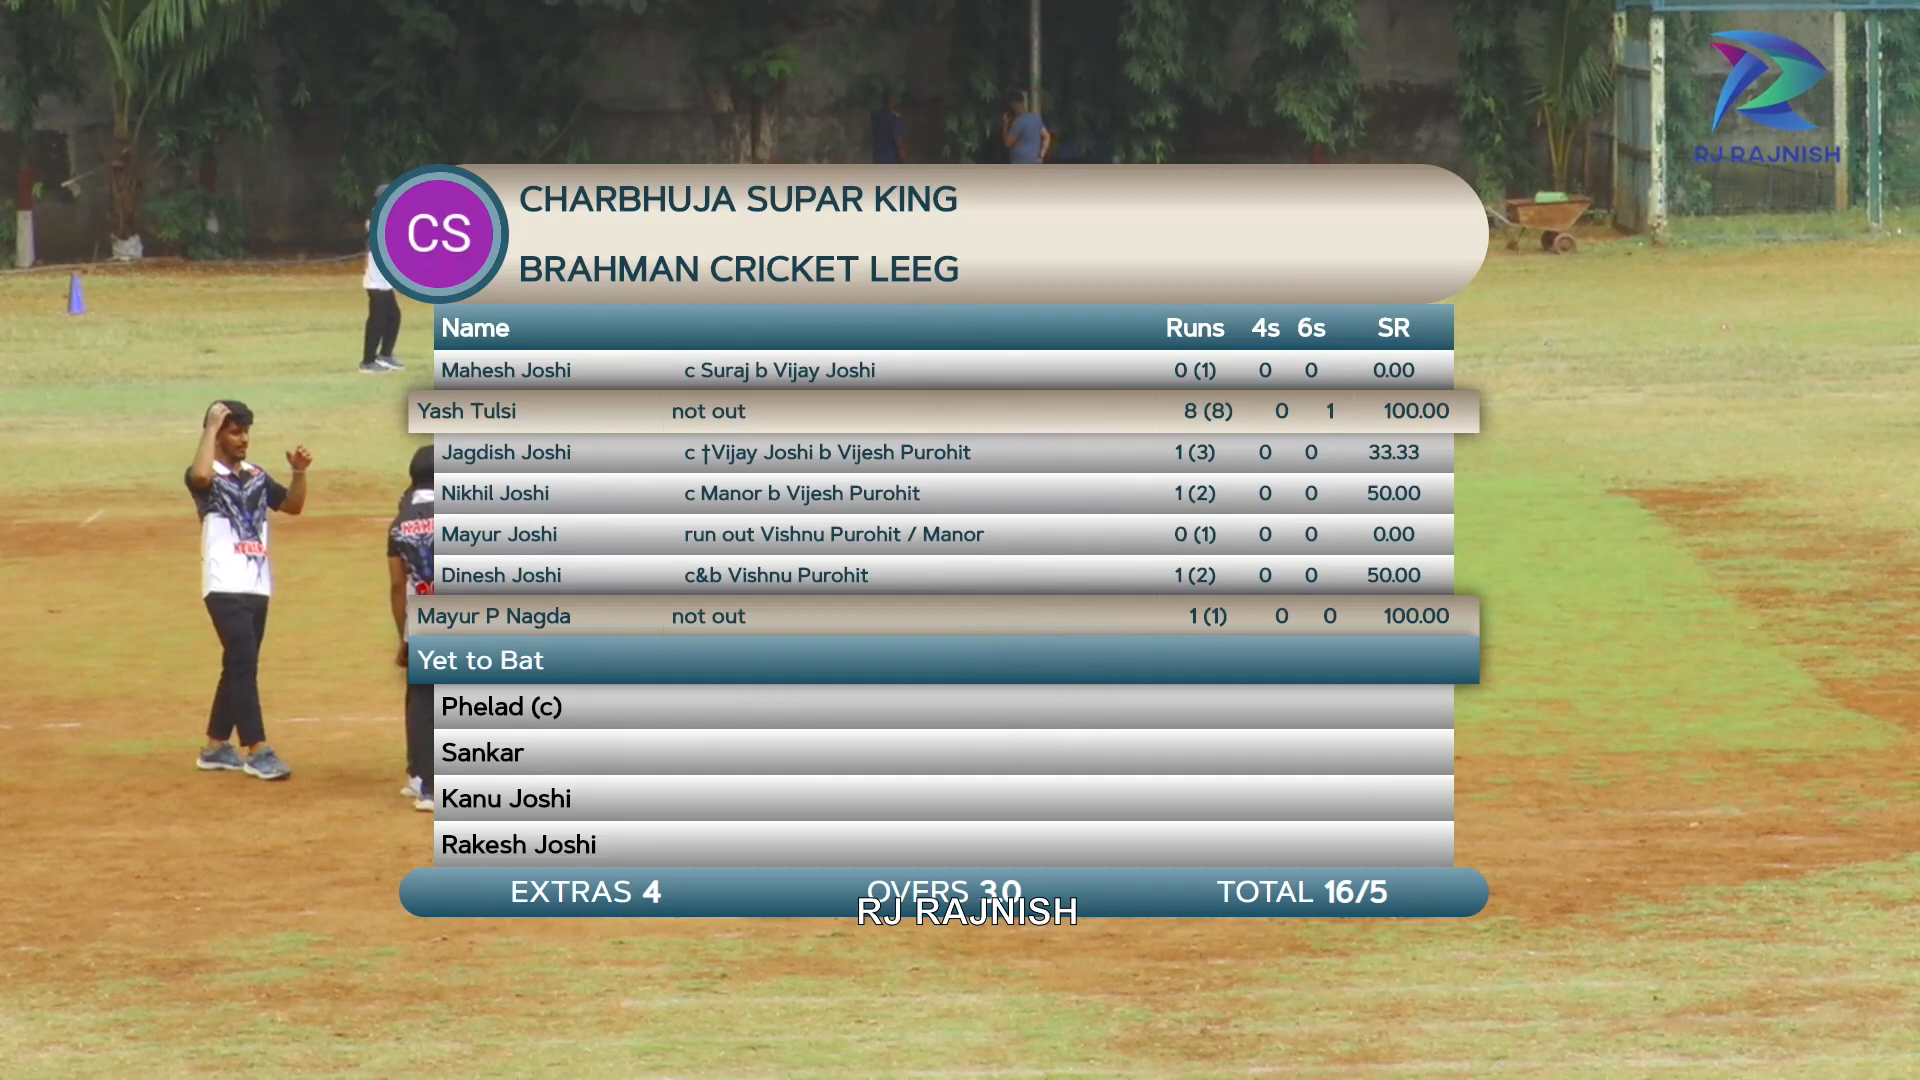 RJ RAJNISH
CS
CHARBHUJA SUPAR KING
BRAHMAN CRICKET LEEG
Name Runs 4s 6s SR
Mahesh Joshi c Suraj b Vijay Joshi 0 (1) 0 0 0.00
Yash Tulsi not out 8 (8) 0 1 100.00
Jagdish Joshi c †Vijay Joshi b Vijesh Purohit 1 (3) 0 0 33.33
Nikhil Joshi c Manor b Vijesh Purohit 1 (2) 0 0 50.00
Mayur Joshi run out Vishnu Purohit / Manor 0 (1) 0 0 0.00
Dinesh Joshi c&b Vishnu Purohit 1 (2) 0 0 50.00
Mayur P Nagda not out 1 (1) 0 0 100.00
Yet to Bat
Phelad (c)
Sankar
Kanu Joshi
Rakesh Joshi
EXTRAS 4 OVERS 3.0 TOTAL 16/5
RJ RAJNISH